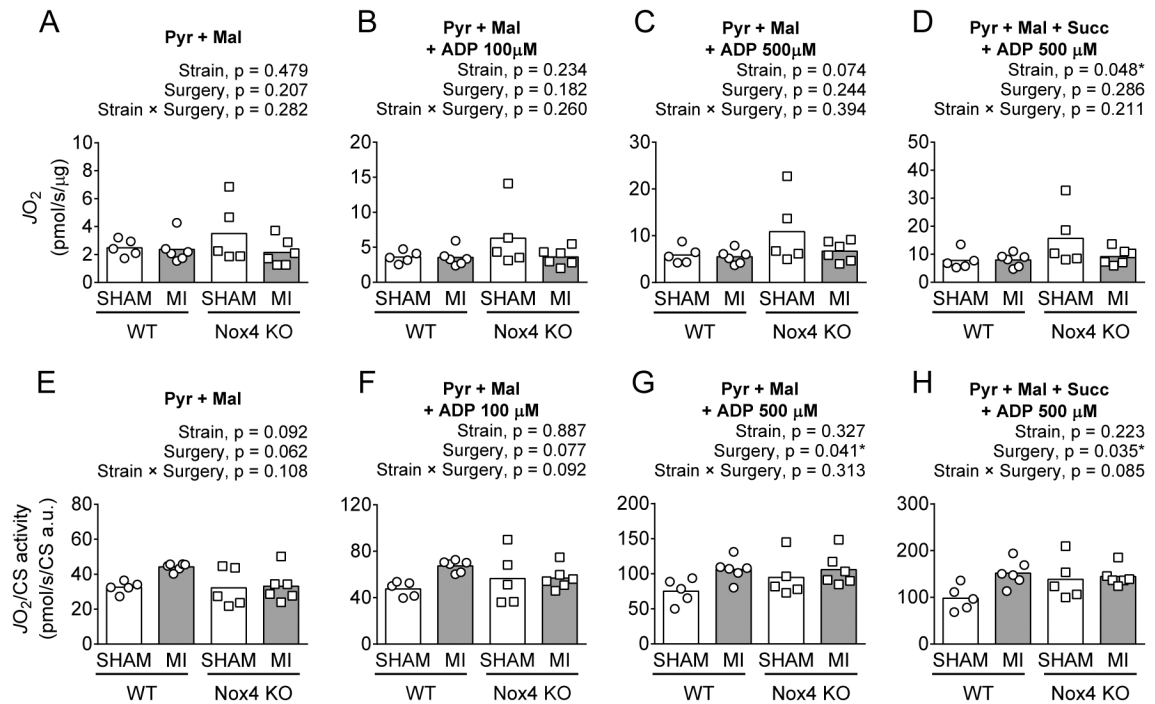 A
Pyr + Mal
Strain, p = 0.479
Surgery, p = 0.207
Strain × Surgery, p = 0.282
JO2
(pmol/s/μg)
10
8
6
4
2
0
SHAM MI SHAM MI
WT Nox4 KO
B
Pyr + Mal
+ ADP 100μM
Strain, p = 0.234
Surgery, p = 0.182
Strain × Surgery, p = 0.260
20
15
10
5
0
SHAM MI SHAM MI
WT Nox4 KO
C
Pyr + Mal
+ ADP 500μM
Strain, p = 0.074
Surgery, p = 0.244
Strain × Surgery, p = 0.394
30
20
10
0
SHAM MI SHAM MI
WT Nox4 KO
D
Pyr + Mal + Succ
+ ADP 500 μM
Strain, p = 0.048*
Surgery, p = 0.286
Strain × Surgery, p = 0.211
50
40
30
20
10
0
SHAM MI SHAM MI
WT Nox4 KO
E
Pyr + Mal
Strain, p = 0.092
Surgery, p = 0.062
Strain × Surgery, p = 0.108
JO2/CS activity
(pmol/s/CS a.u.)
80
60
40
20
0
SHAM MI SHAM MI
WT Nox4 KO
F
Pyr + Mal
+ ADP 100 μM
Strain, p = 0.887
Surgery, p = 0.077
Strain × Surgery, p = 0.092
120
80
40
0
SHAM MI SHAM MI
WT Nox4 KO
G
Pyr + Mal
+ ADP 500 μM
Strain, p = 0.327
Surgery, p = 0.041*
Strain × Surgery, p = 0.313
200
150
100
50
0
SHAM MI SHAM MI
WT Nox4 KO
H
Pyr + Mal + Succ
+ ADP 500 μM
Strain, p = 0.223
Surgery, p = 0.035*
Strain × Surgery, p = 0.085
300
200
100
0
SHAM MI SHAM MI
WT Nox4 KO